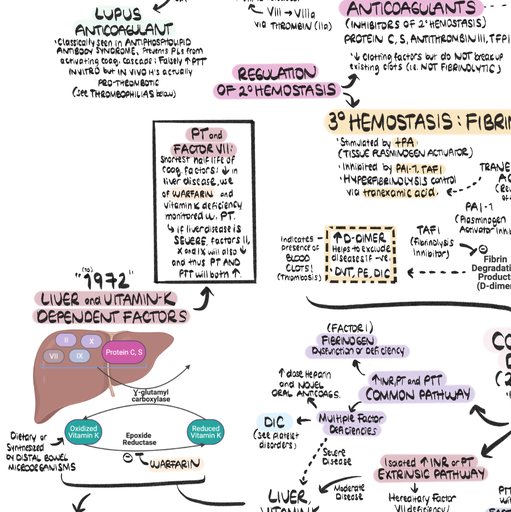 LUPUS
ANTICOAGULANT
Classically seen in ANTIPHOSPHOLIPID
ANTIBODY SYNDROME. Prevents PLs from
activating coag. cascade: Falsely ↑PTT
INVITRO but IN VIVO it's actually
PRO-THROMBOTIC
(see THROMBOPHILIAS below)
VIII → VIIIa
via THROMBIN (IIa)
ANTICOAGULANTS
(INHIBITORS OF 2° HEMOSTASIS)
PROTEIN C, S, ANTITHROMBIN III, TFPI
↓ clotting factors but do NOT break up
existing clots (i.e. NOT FIBRINOLYTIC)
REGULATION
OF 2° HEMOSTASIS
3° HEMOSTASIS: FIBRIN
· Stimulated by tPA
(TISSUE PLASMINOGEN ACTIVATOR)
· Inhibited by PAI-1, TAFI
· HYPERFIBRINOLYSIS control
via tranexamic acid.
PAI-1
(Plasminogen
Activator Inhib
TAFI
(Fibrinolysis
Inhibitor)
Fibrin
Degradation
Products
(D-dimer
PT and
FACTOR VII:
Shortest half life of
coag. factors: ↓ in
liver disease, use
of WARFARIN and
vitamin K deficiency
monitored w. PT.
↳ if liver disease is
SEVERE, factors II,
X and IX will also ↓
and thus PT AND
PTT will both ↑.
Indicates
presence of
BLOOD
CLOTS!
(Thrombosis)
↑ D-DIMER
Helps to exclude
disease if -ve.
· DVT, PE, DIC
"1972"
LIVER and VITAMIN-K
DEPENDENT FACTORS
II
X
VII
IX
Protein C, S
γ-glutamyl
carboxylase
Oxidized
Vitamin K
Reduced
Vitamin K
Epoxide
Reductase
WARFARIN
Dietary or
Synthesized
by DISTAL BOWEL
MICROORGANISMS
(FACTOR I)
FIBRINOGEN
Dysfunction or Deficiency
↑INR, PT and PTT
COMMON PATHWAY
↑ dose Heparin
and NOVEL
ORAL ANTICOAGS.
DIC
(See platelet
disorders)
Multiple Factor
Deficiencies
Severe
Disease
Isolated ↑ INR or PT
EXTRINSIC PATHWAY
Moderate
Disease
Hereditary Factor
VII deficiency
LIVER,
VITAMIN K